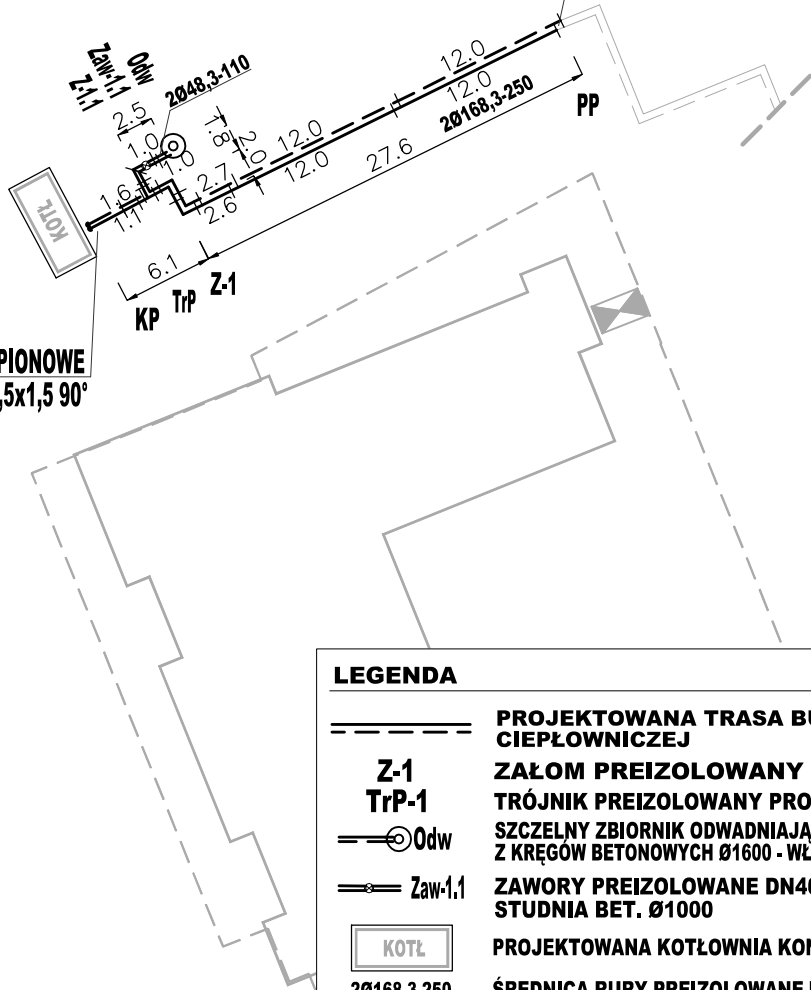 Odw
Zaw-1.1
Z-1.1
2.5
2Ø48,3-110
1.0
1.0
1.8
2.0
12.0
12.0
12.0
12.0
2Ø168,3-250
PP
27.6
2.7
2.6
1.6
1.1
KOTŁ
6.1
KP
TrP
Z-1
PIONOWE
,5x1,5 90°
LEGENDA
PROJEKTOWANA TRASA
CIEPŁOWNICZEJ
Z-1 ZAŁOM PREIZOLOWANY
TrP-1 TRÓJNIK PREIZOLOWANY PRO
Odw SZCZELNY ZBIORNIK ODWADNIAJĄ
Z KRĘGÓW BETONOWYCH Ø1600 - WŁ
Zaw-1.1 ZAWORY PREIZOLOWANE DN40
STUDNIA BET. Ø1000
KOTŁ PROJEKTOWANA KOTŁOWNIA KON
2Ø168,3-250 ŚREDNICA RURY PREIZOLOWANE